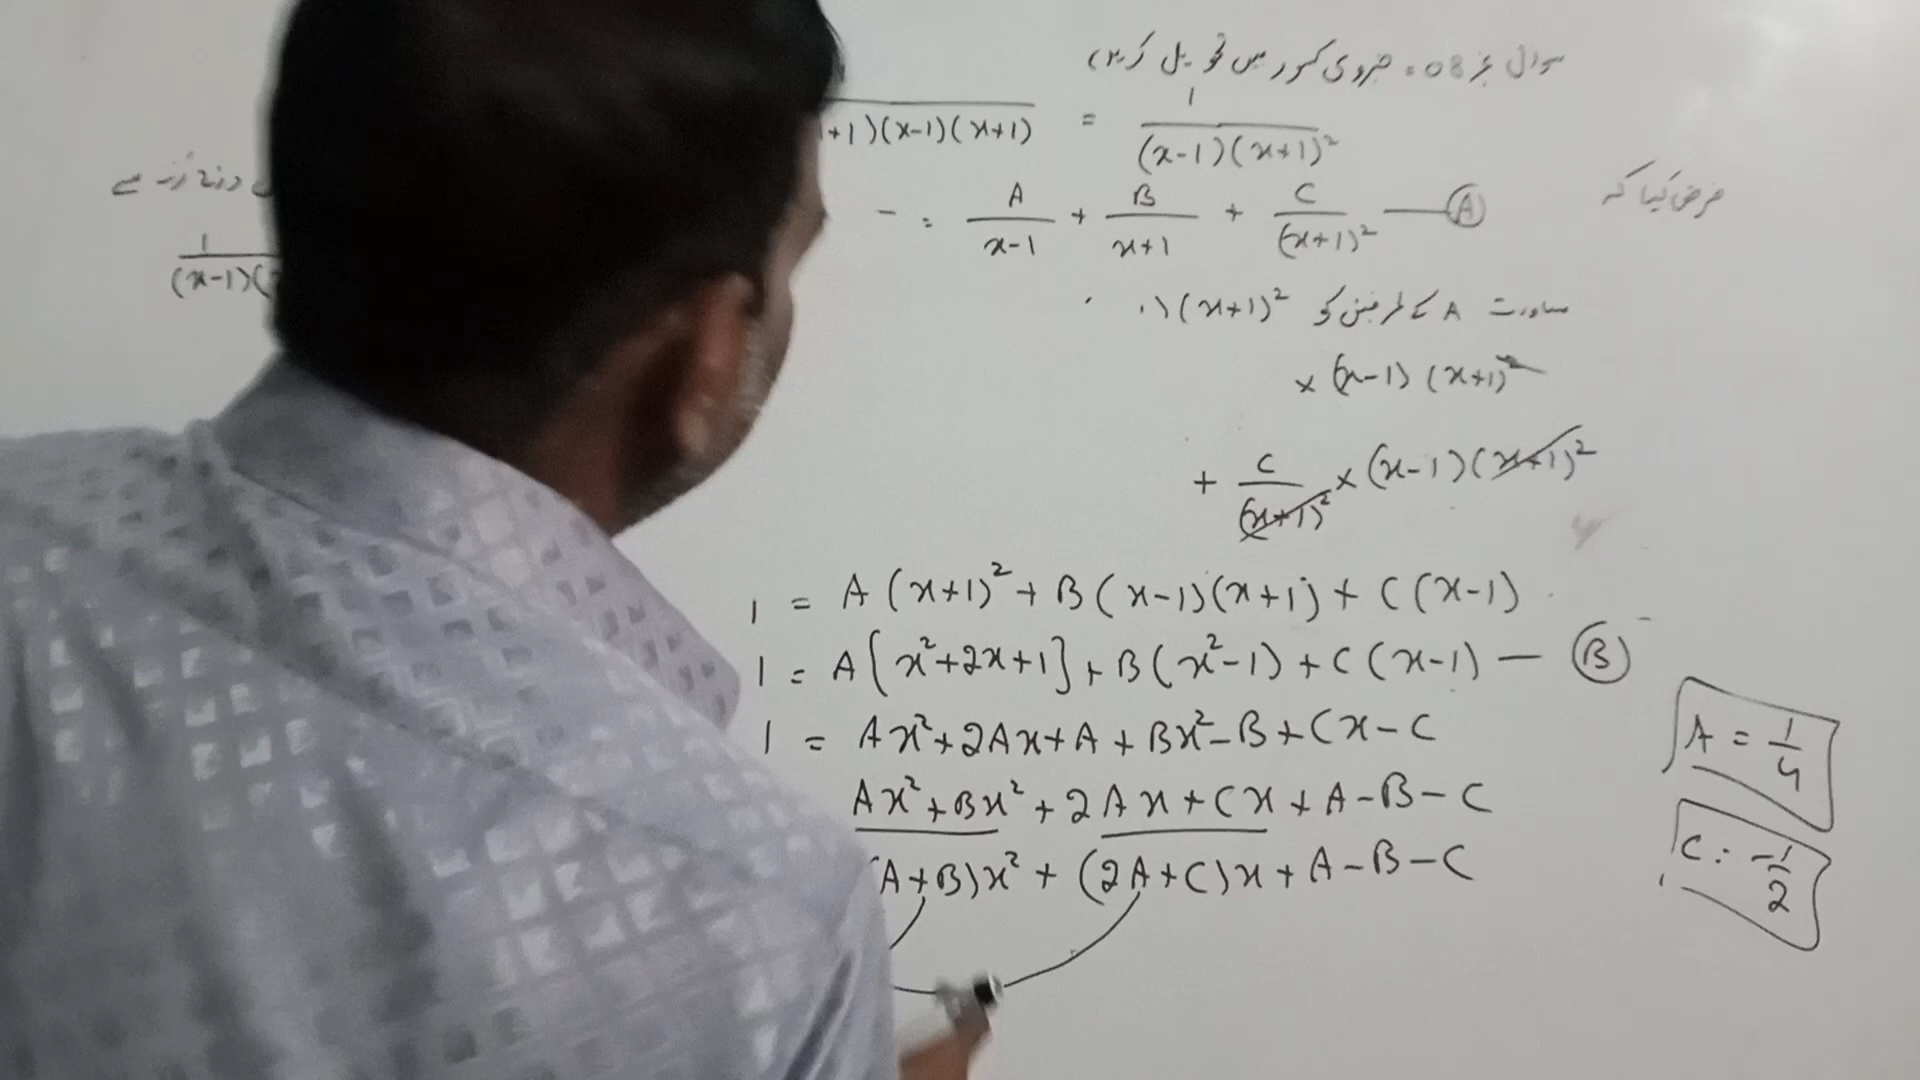 سوال نمبر 08۔ جزوی کسور میں تحویل کریں
+1)(x-1)(x+1) = 1/(x-1)(x+1)²
فرض کیا کہ
= A/(x-1) + B/(x+1) + C/(x+1)² — Ⓐ
1/(x-1)(
مساوات A کے طرفین کو (x+1)²
× (x-1) (x+1)²
+ C/(x+1)² × (x-1)(x+1)²
1 = A(x+1)² + B(x-1)(x+1) + C(x-1)
1 = A[x²+2x+1] + B(x²-1) + C(x-1) — Ⓑ
1 = Ax²+2Ax+A + Bx²-B+Cx-C
Ax²+Bx²+2Ax+Cx+A-B-C
(A+B)x² + (2A+C)x + A-B-C
A = 1/4
C: -1/2